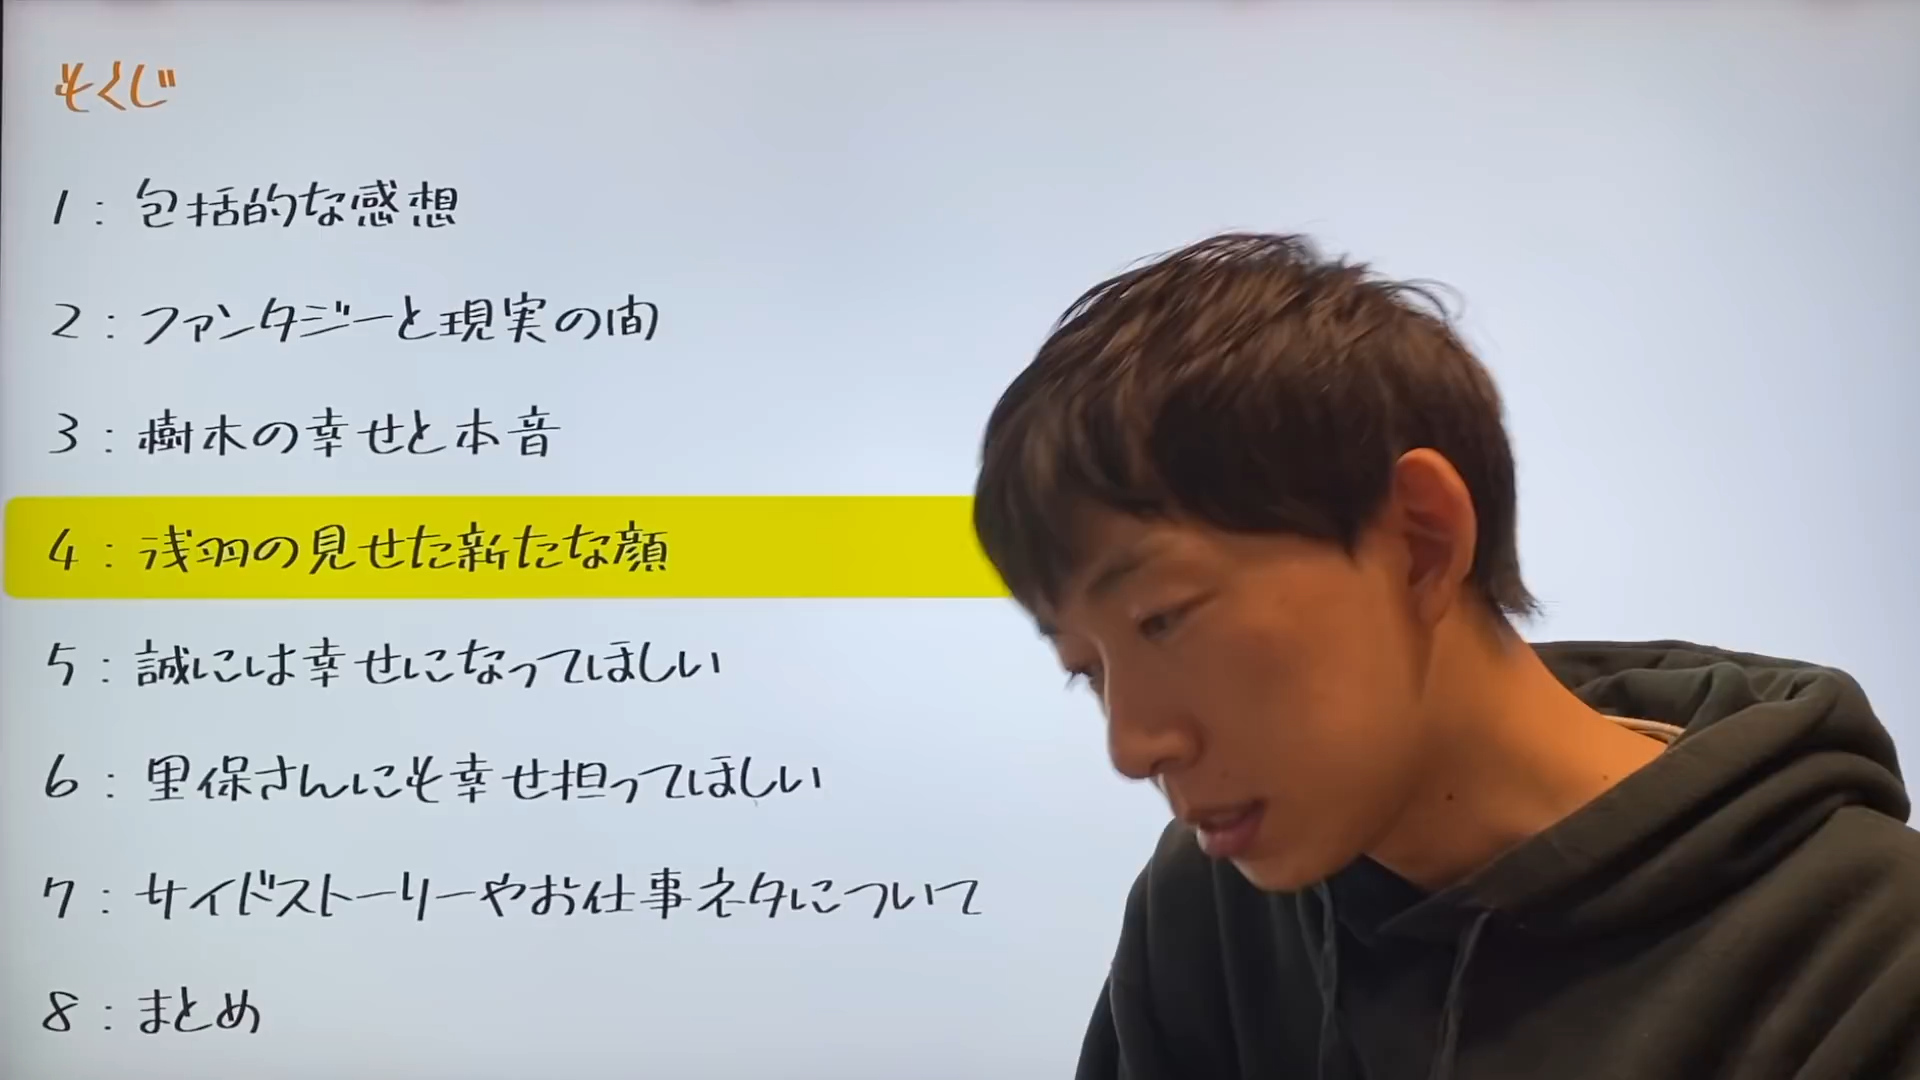 もくじ
1：包括的な感想
2：ファンタジーと現実の間
3：樹木の幸せと本音
4：浅羽の見せた新たな顔
5：誠には幸せになってほしい
6：里保さんにも幸せ担ってほしい
7：サイドストーリーやお仕事ネタについて
8：まとめ